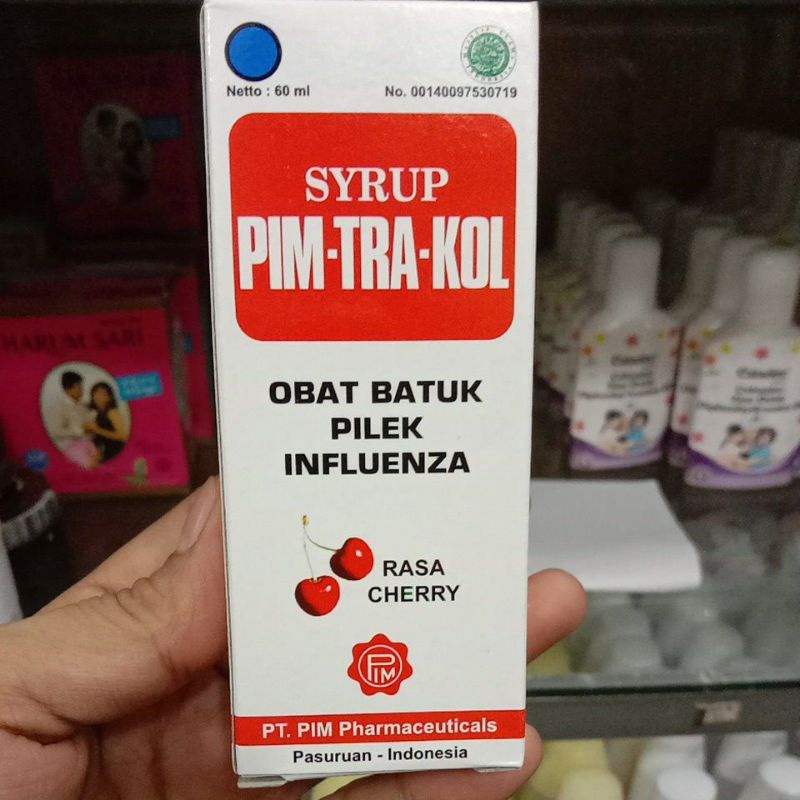 Netto : 60 ml
No. 00140097530719
SYRUP
PIM-TRA-KOL
OBAT BATUK
PILEK
INFLUENZA
RASA
CHERRY
PIM
PT. PIM Pharmaceuticals
Pasuruan - Indonesia
HARUM SARI